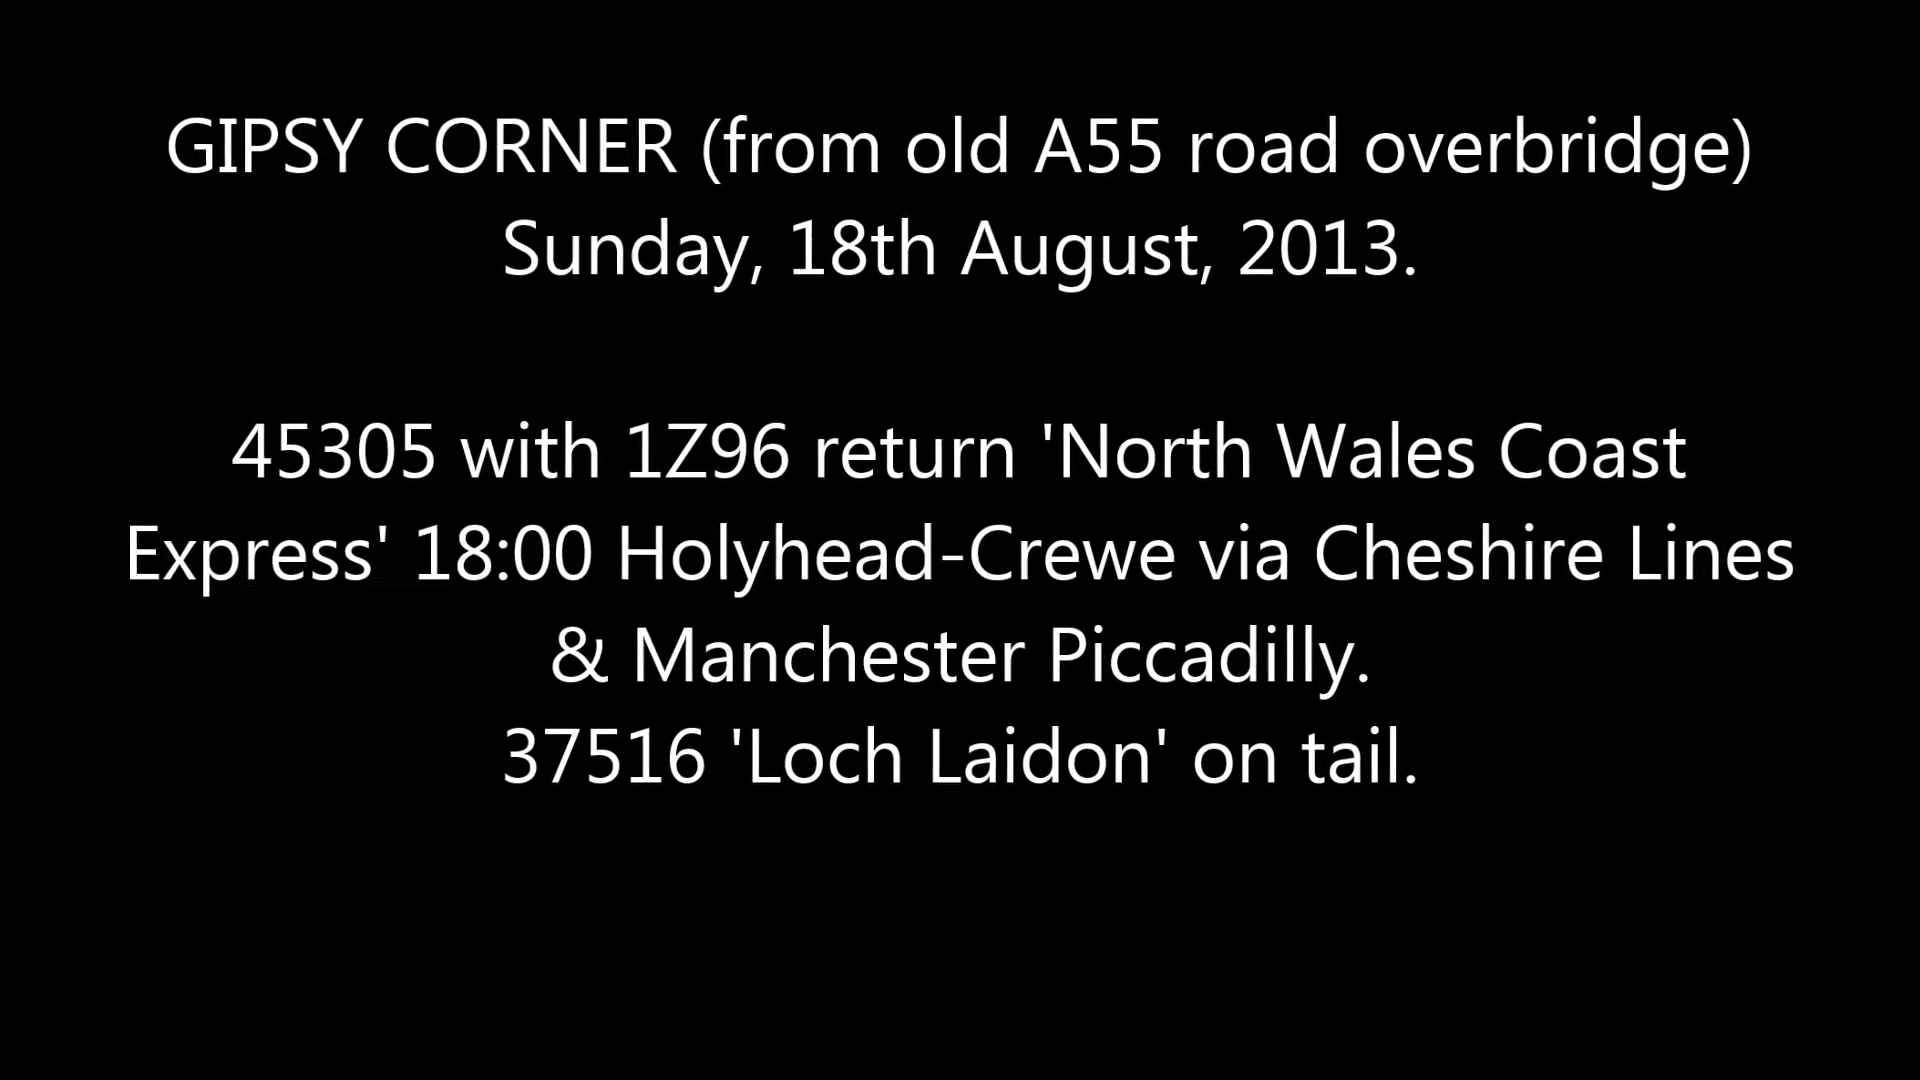 GIPSY CORNER (from old A55 road overbridge)
Sunday, 18th August, 2013.
45305 with 1Z96 return 'North Wales Coast
Express' 18:00 Holyhead-Crewe via Cheshire Lines
& Manchester Piccadilly.
37516 'Loch Laidon' on tail.